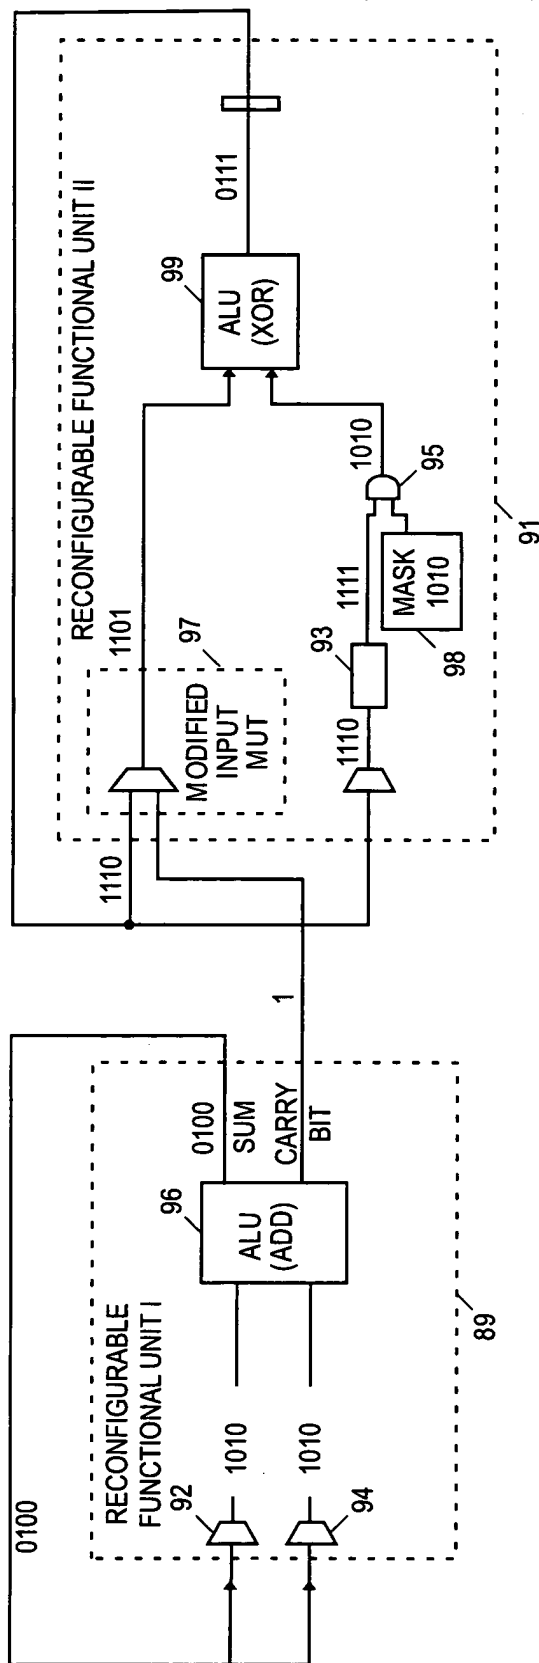 0100
RECONFIGURABLE
FUNCTIONAL UNIT I
92
1010
1010
94
96
ALU
(ADD)
0100
SUM
CARRY
BIT
89
1
RECONFIGURABLE FUNCTIONAL UNIT II
1110
97
MODIFIED
INPUT
MUT
1101
1110
93
1111
MASK
1010
98
1010
95
99
ALU
(XOR)
0111
91